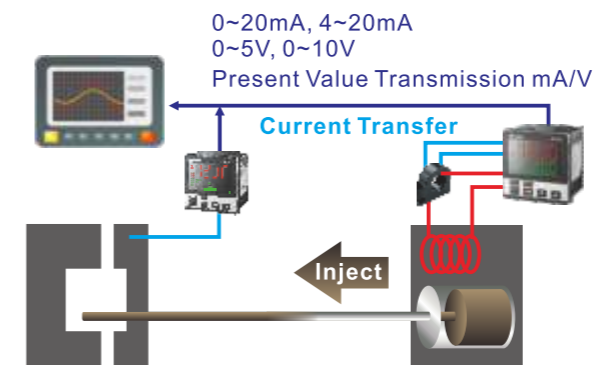 0~20mA, 4~20mA
0~5V, 0~10V
Present Value Transmission mA/V
Current Transfer
Inject